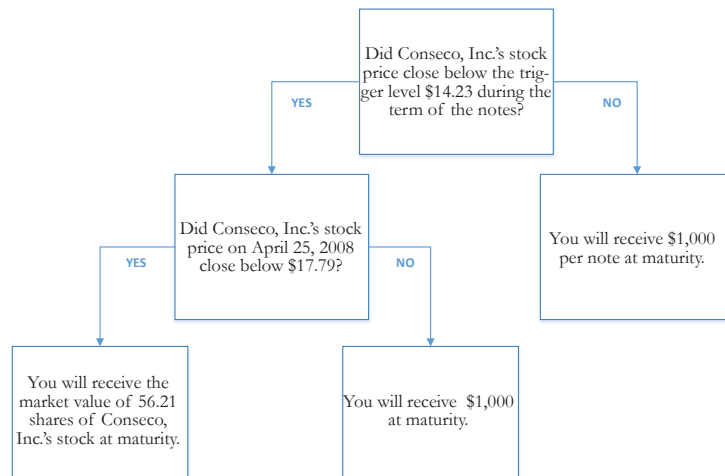 Did Conseco, Inc.'s stock
price close below the trig-
ger level $14.23 during the
term of the notes?
YES
NO
Did Conseco, Inc.'s stock
price on April 25, 2008
close below $17.79?
You will receive $1,000
per note at maturity.
YES
NO
You will receive the
market value of 56.21
shares of Conseco,
Inc.'s stock at maturity.
You will receive $1,000
at maturity.